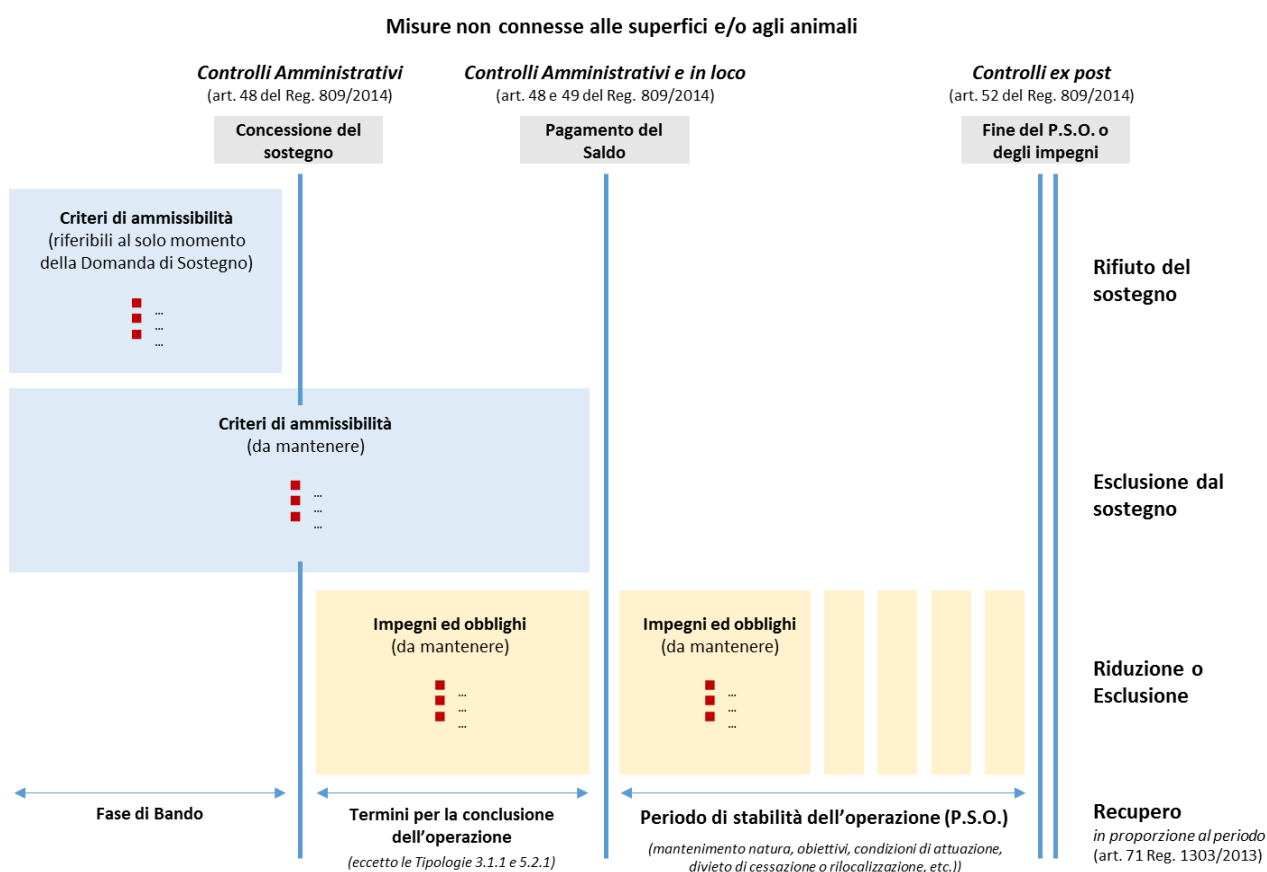 Misure non connesse alle superfici e/o agli animali
Controlli Amministrativi
(art. 48 del Reg. 809/2014)
Controlli Amministrativi e in loco
(art. 48 e 49 del Reg. 809/2014)
Controlli ex post
(art. 52 del Reg. 809/2014)
Concessione del
sostegno
Pagamento del
Saldo
Fine del P.S.O. o
degli impegni
Criteri di ammissibilità
(riferibili al solo momento
della Domanda di Sostegno)
...
...
...
Rifiuto del
sostegno
Criteri di ammissibilità
(da mantenere)
...
...
...
Esclusione dal
sostegno
Impegni ed obblighi
(da mantenere)
...
...
...
Impegni ed obblighi
(da mantenere)
...
...
...
Riduzione o
Esclusione
Fase di Bando
Termini per la conclusione
dell'operazione
(eccetto le Tipologie 3.1.1 e 5.2.1)
Periodo di stabilità dell'operazione (P.S.O.)
(mantenimento natura, obiettivi, condizioni di attuazione,
divieto di cessazione o rilocalizzazione, etc.))
Recupero
in proporzione al periodo
(art. 71 Reg. 1303/2013)